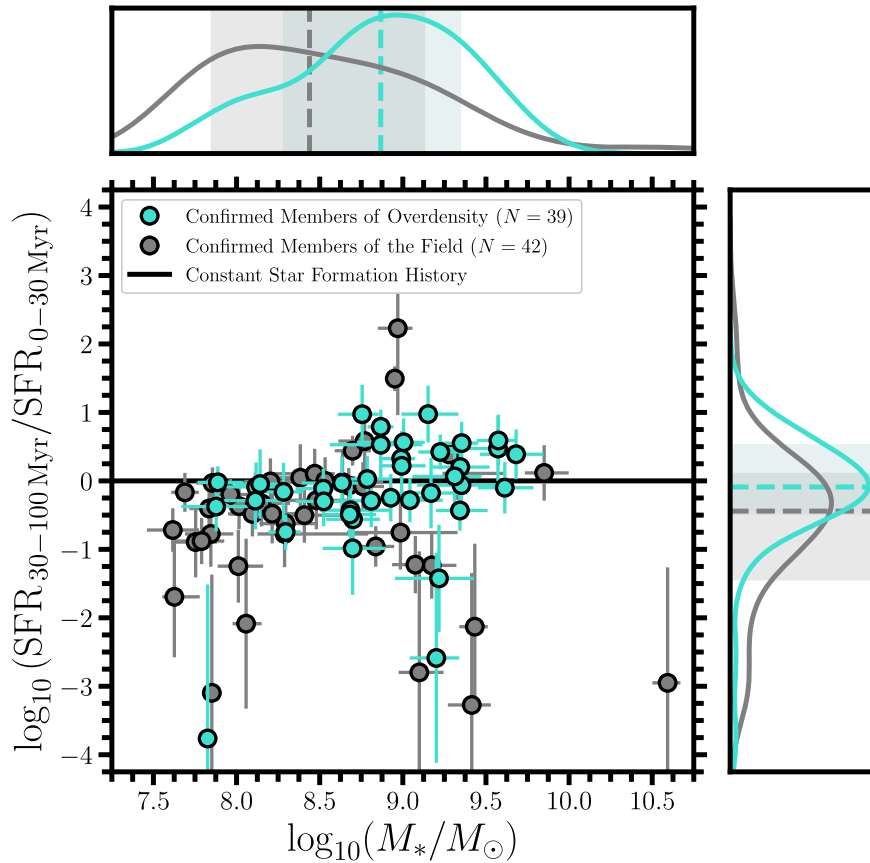 Confirmed Members of Overdensity (N = 39)
Confirmed Members of the Field (N = 42)
Constant Star Formation History
log₁₀(SFR₃₀₋₁₀₀ Myr/SFR₀₋₃₀ Myr)
4
3
2
1
0
−1
−2
−3
−4
7.5 8.0 8.5 9.0 9.5 10.0 10.5
log₁₀(M∗/M⊙)